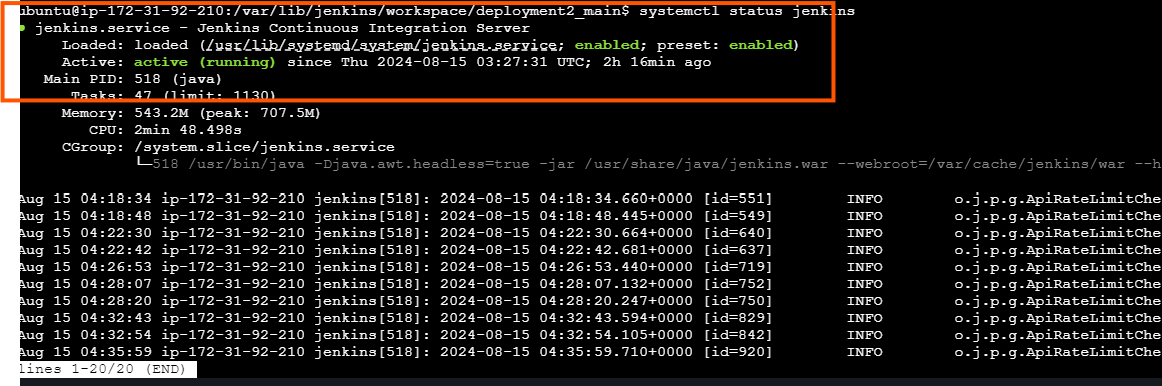 ubuntu@ip-172-31-92-210:/var/lib/jenkins/workspace/deployment2_main$ systemctl status jenkins
● jenkins.service - Jenkins Continuous Integration Server
Loaded: loaded (/usr/lib/systemd/system/jenkins.service; enabled; preset: enabled)
Active: active (running) since Thu 2024-08-15 03:27:31 UTC; 2h 16min ago
Main PID: 518 (java)
Tasks: 47 (limit: 1130)
Memory: 543.2M (peak: 707.5M)
CPU: 2min 48.498s
CGroup: /system.slice/jenkins.service
└─518 /usr/bin/java -Djava.awt.headless=true -jar /usr/share/java/jenkins.war --webroot=/var/cache/jenkins/war --h
Aug 15 04:18:34 ip-172-31-92-210 jenkins[518]: 2024-08-15 04:18:34.660+0000 [id=551] INFO o.j.p.g.ApiRateLimitChe
Aug 15 04:18:48 ip-172-31-92-210 jenkins[518]: 2024-08-15 04:18:48.445+0000 [id=549] INFO o.j.p.g.ApiRateLimitChe
Aug 15 04:22:30 ip-172-31-92-210 jenkins[518]: 2024-08-15 04:22:30.664+0000 [id=640] INFO o.j.p.g.ApiRateLimitChe
Aug 15 04:22:42 ip-172-31-92-210 jenkins[518]: 2024-08-15 04:22:42.681+0000 [id=637] INFO o.j.p.g.ApiRateLimitChe
Aug 15 04:26:53 ip-172-31-92-210 jenkins[518]: 2024-08-15 04:26:53.440+0000 [id=719] INFO o.j.p.g.ApiRateLimitChe
Aug 15 04:28:07 ip-172-31-92-210 jenkins[518]: 2024-08-15 04:28:07.132+0000 [id=752] INFO o.j.p.g.ApiRateLimitChe
Aug 15 04:28:20 ip-172-31-92-210 jenkins[518]: 2024-08-15 04:28:20.247+0000 [id=750] INFO o.j.p.g.ApiRateLimitChe
Aug 15 04:32:43 ip-172-31-92-210 jenkins[518]: 2024-08-15 04:32:43.594+0000 [id=829] INFO o.j.p.g.ApiRateLimitChe
Aug 15 04:32:54 ip-172-31-92-210 jenkins[518]: 2024-08-15 04:32:54.105+0000 [id=842] INFO o.j.p.g.ApiRateLimitChe
Aug 15 04:35:59 ip-172-31-92-210 jenkins[518]: 2024-08-15 04:35:59.710+0000 [id=920] INFO o.j.p.g.ApiRateLimitChe
lines 1-20/20 (END)